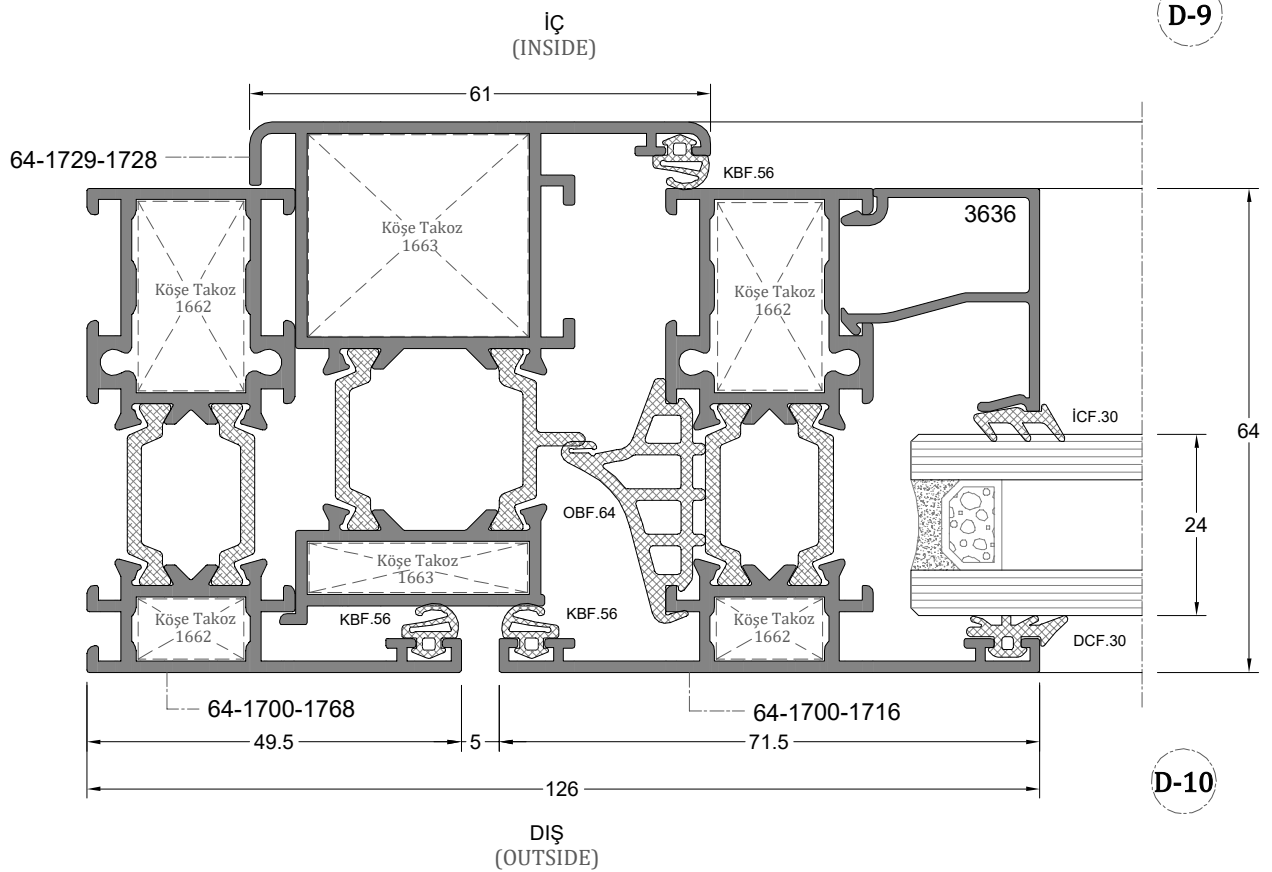 D-9
İÇ
(INSIDE)
61
64-1729-1728
KBF.56
3636
Köşe Takoz
1663
Köşe Takoz
1662
Köşe Takoz
1662
İCF.30
64
24
OBF.64
Köşe Takoz
1663
KBF.56
KBF.56
Köşe Takoz
1662
Köşe Takoz
1662
DCF.30
64-1700-1768
64-1700-1716
49.5
5
71.5
126
D-10
DIŞ
(OUTSIDE)